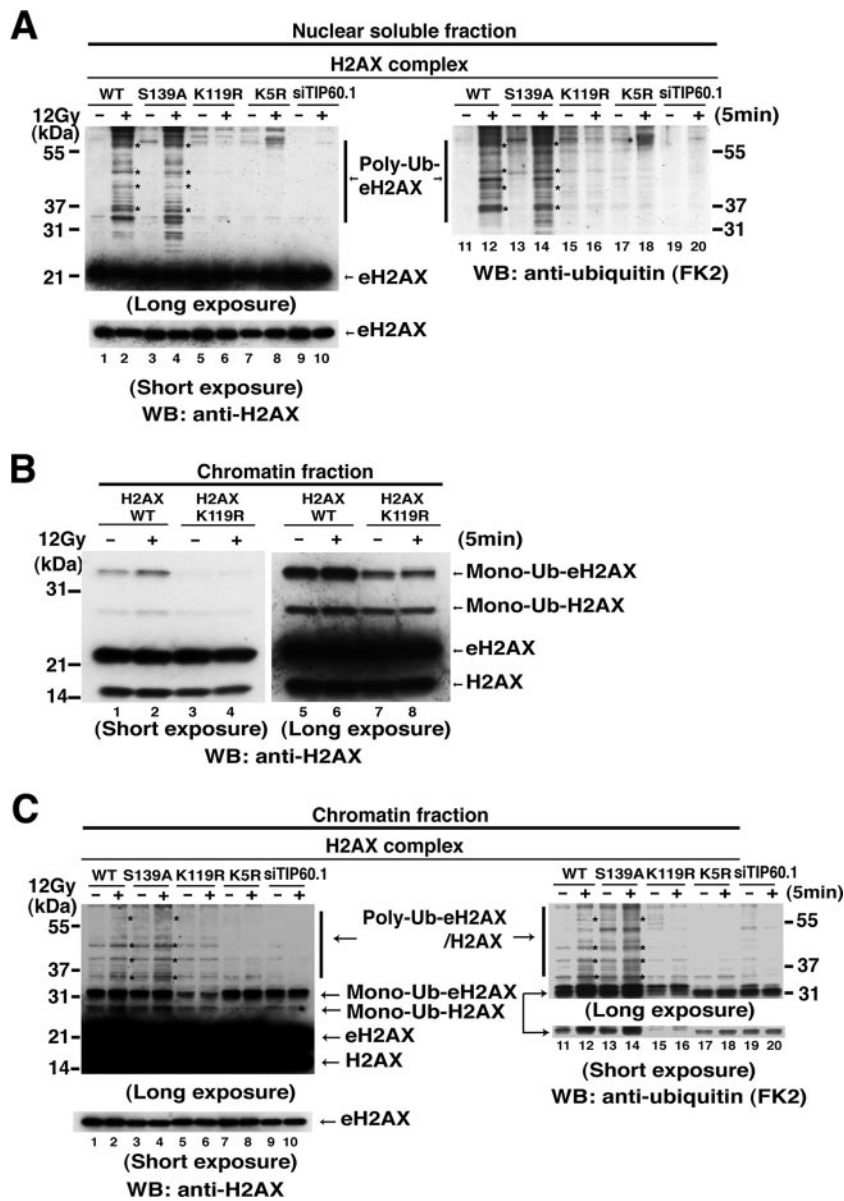 A
Nuclear soluble fraction
H2AX complex
WT S139A K119R K5R siTIP60.1 WT S139A K119R K5R siTIP60.1
12Gy − + − + − + − + − + − + − + − + − + − + (5min)
(kDa)
55 55
Poly-Ub-
←eH2AX→
37 37
31 31
11 12 13 14 15 16 17 18 19 20
21 ←eH2AX WB: anti-ubiquitin (FK2)
(Long exposure)
←eH2AX
1 2 3 4 5 6 7 8 9 10
(Short exposure)
WB: anti-H2AX
B
Chromatin fraction
H2AX H2AX H2AX H2AX
WT K119R WT K119R
12Gy − + − + − + − + (5min)
(kDa)
←Mono-Ub-eH2AX
31
←Mono-Ub-H2AX
←eH2AX
21
←H2AX
14
1 2 3 4 5 6 7 8
(Short exposure) (Long exposure)
WB: anti-H2AX
C
Chromatin fraction
H2AX complex
WT S139A K119R K5R siTIP60.1 WT S139A K119R K5R siTIP60.1
12Gy − + − + − + − + − + − + − + − + − + − + (5min)
(kDa)
55 Poly-Ub-eH2AX 55
← /H2AX →
37 37
31 ←Mono-Ub-eH2AX 31
←Mono-Ub-H2AX (Long exposure)
21 ←eH2AX
←H2AX 11 12 13 14 15 16 17 18 19 20
14
(Long exposure) (Short exposure)
WB: anti-ubiquitin (FK2)
←eH2AX
1 2 3 4 5 6 7 8 9 10
(Short exposure)
WB: anti-H2AX